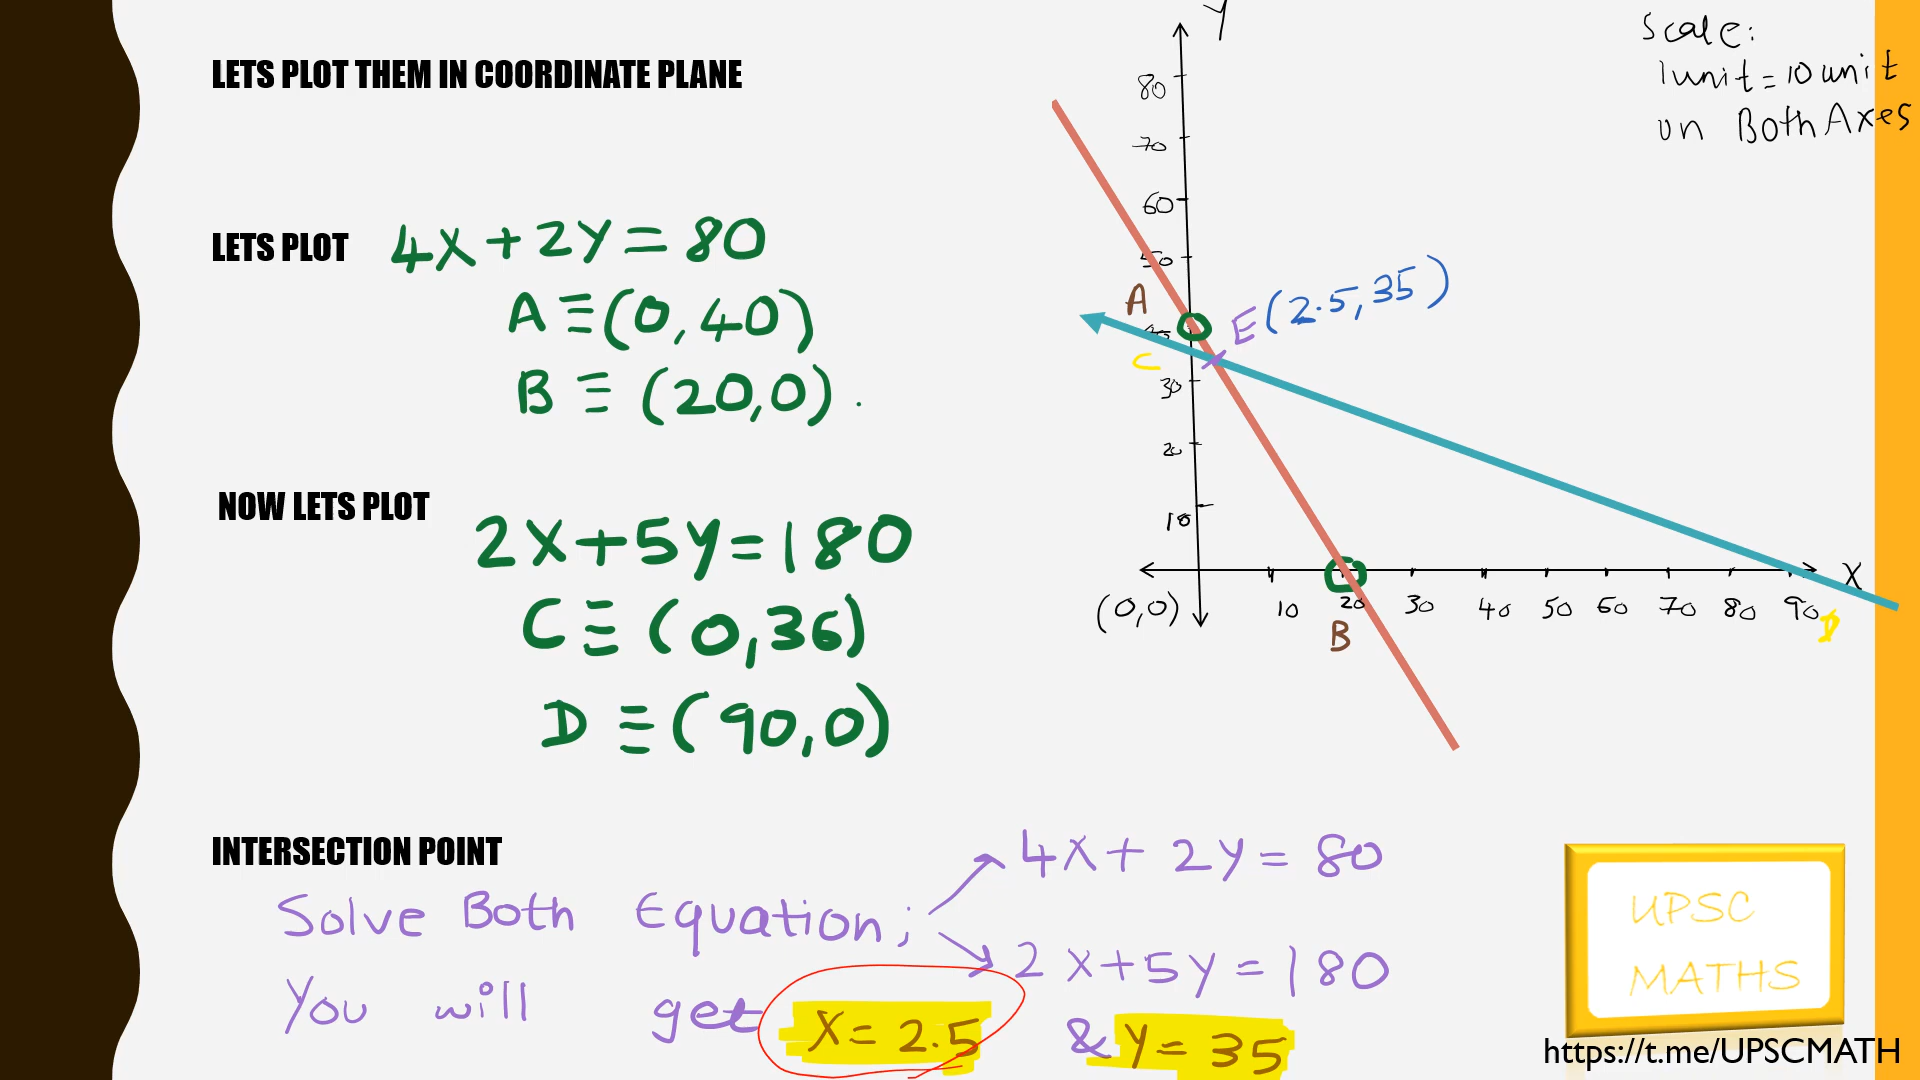 LETS PLOT THEM IN COORDINATE PLANE
LETS PLOT 4X+2Y=80
A≡(0,40)
B≡(20,0).
NOW LETS PLOT 2X+5Y=180
C≡(0,36)
D≡(90,0)
INTERSECTION POINT
Solve Both Equation;
4X+2Y=80
2X+5Y=180
You will get X=2.5 & Y=35
Scale:
1unit=10unit
on Both Axes
Y
80
70
60
50
A
E(2.5,35)
40
C
30
20
10
X
(0,0) 10 20 30 40 50 60 70 80 90
B
D
UPSC
MATHS
https://t.me/UPSCMATH